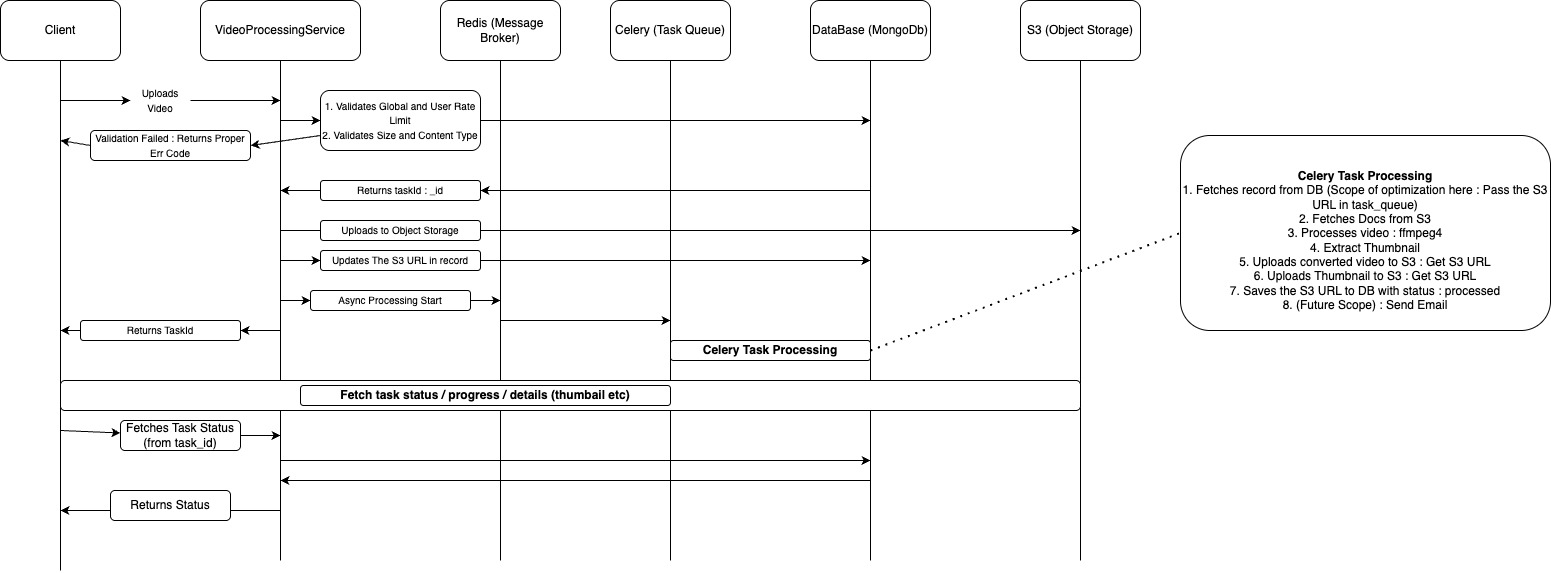 Client
VideoProcessingService
Redis (Message
Broker)
Celery (Task Queue)
DataBase (MongoDb)
S3 (Object Storage)
Uploads
Video
1. Validates Global and User Rate
Limit
2. Validates Size and Content Type
Validation Failed : Returns Proper
Err Code
Returns taskId : _id
Uploads to Object Storage
Updates The S3 URL in record
Async Processing Start
Returns TaskId
Celery Task Processing
Celery Task Processing
1. Fetches record from DB (Scope of optimization here : Pass the S3
URL in task_queue)
2. Fetches Docs from S3
3. Processes video : ffmpeg4
4. Extract Thumbnail
5. Uploads converted video to S3 : Get S3 URL
6. Uploads Thumbnail to S3 : Get S3 URL
7. Saves the S3 URL to DB with status : processed
8. (Future Scope) : Send Email
Fetch task status / progress / details (thumbail etc)
Fetches Task Status
(from task_id)
Returns Status